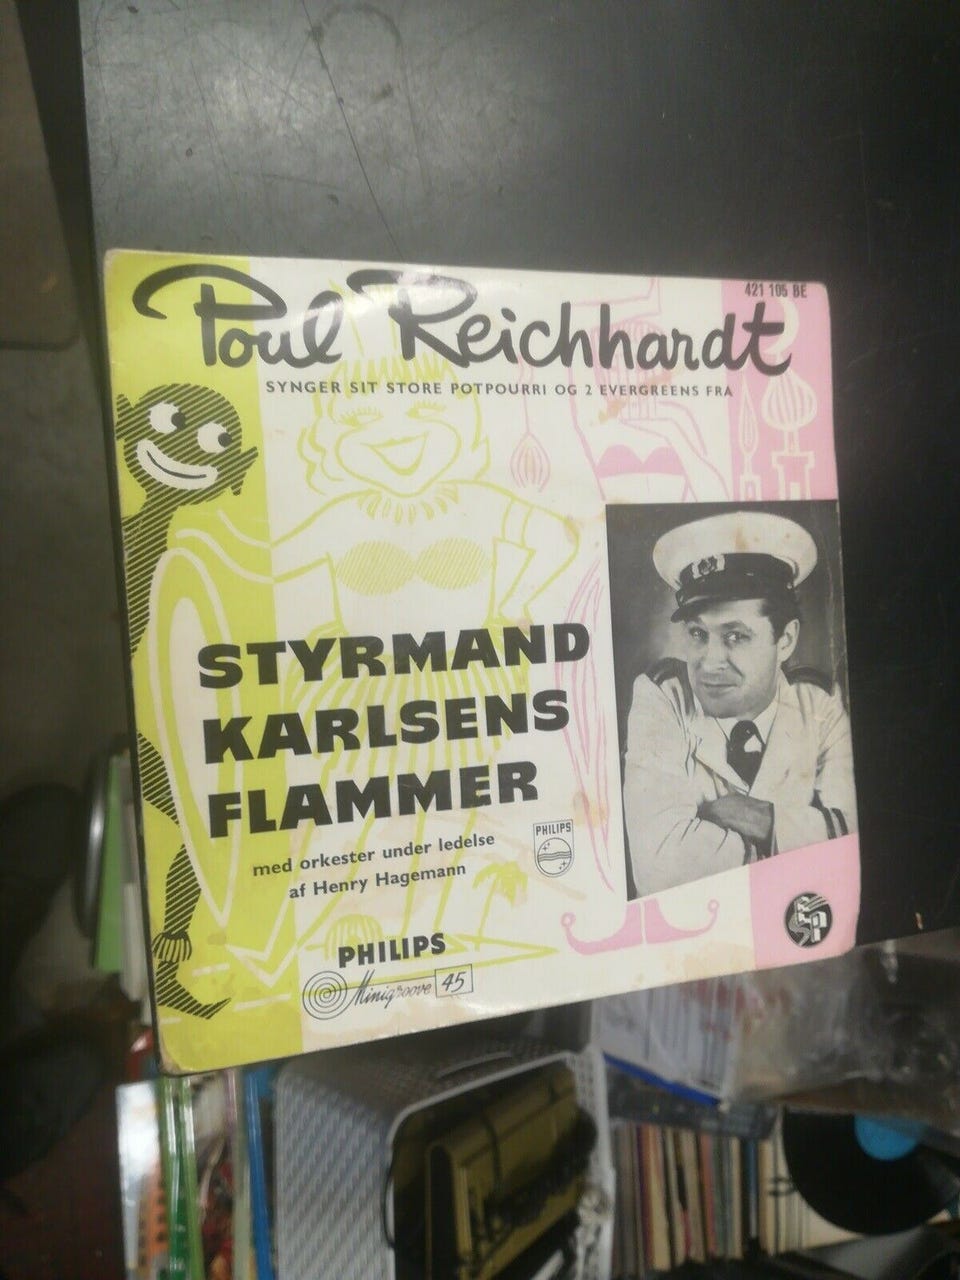 421 105 BE
Poul Reichhardt
SYNGER SIT STORE POTPOURRI OG 2 EVERGREENS FRA
STYRMAND
KARLSENS
FLAMMER
med orkester under ledelse
af Henry Hagemann
PHILIPS
PHILIPS
Minigroove 45
EP